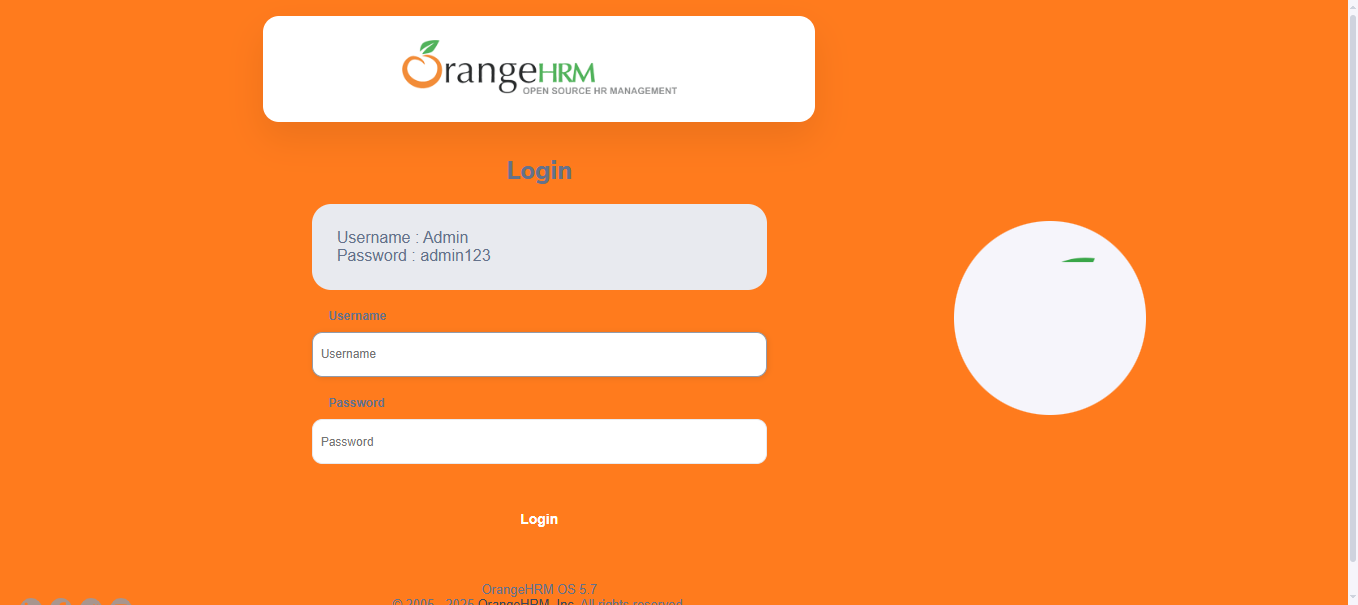 OrangeHRM
OPEN SOURCE HR MANAGEMENT
Login
Username : Admin
Password : admin123
Username
Username
Password
Password
Login
OrangeHRM OS 5.7
© 2005 - 2025 OrangeHRM, Inc. All rights reserved.